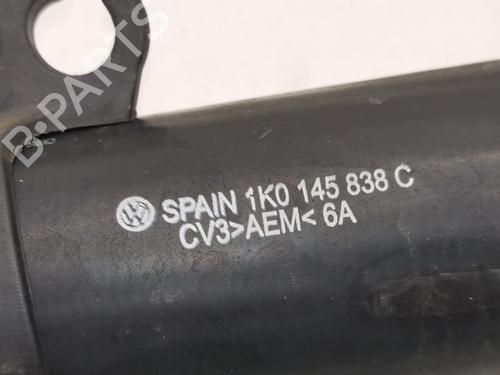 B-PARTS
SPAIN 1K0 145 838 C
CV3>AEM< 6A